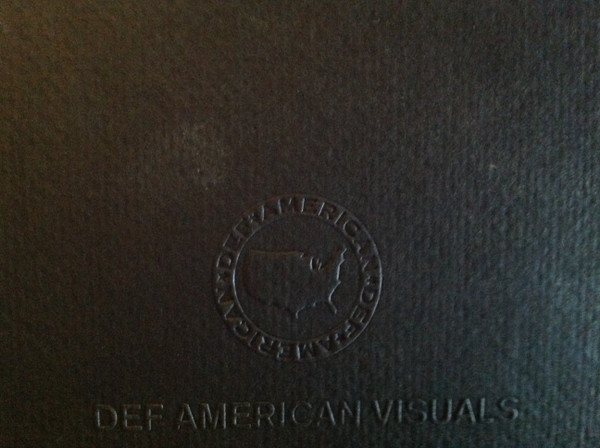 DEF*AMERICAN*DEF*AMERICAN*
DEF AMERICAN VISUALS